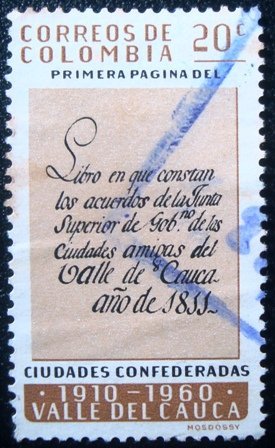 CORREOS DE COLOMBIA 20c
PRIMERA PAGINA DEL
Libro en que constan
los acuerdos de la Junta
Superior de Gob.no de las
Ciudades amigas del
Valle de Cauca
año de 1811
CIUDADES CONFEDERADAS
1910-1960
VALLE DEL CAUCA
MOSDOSSY